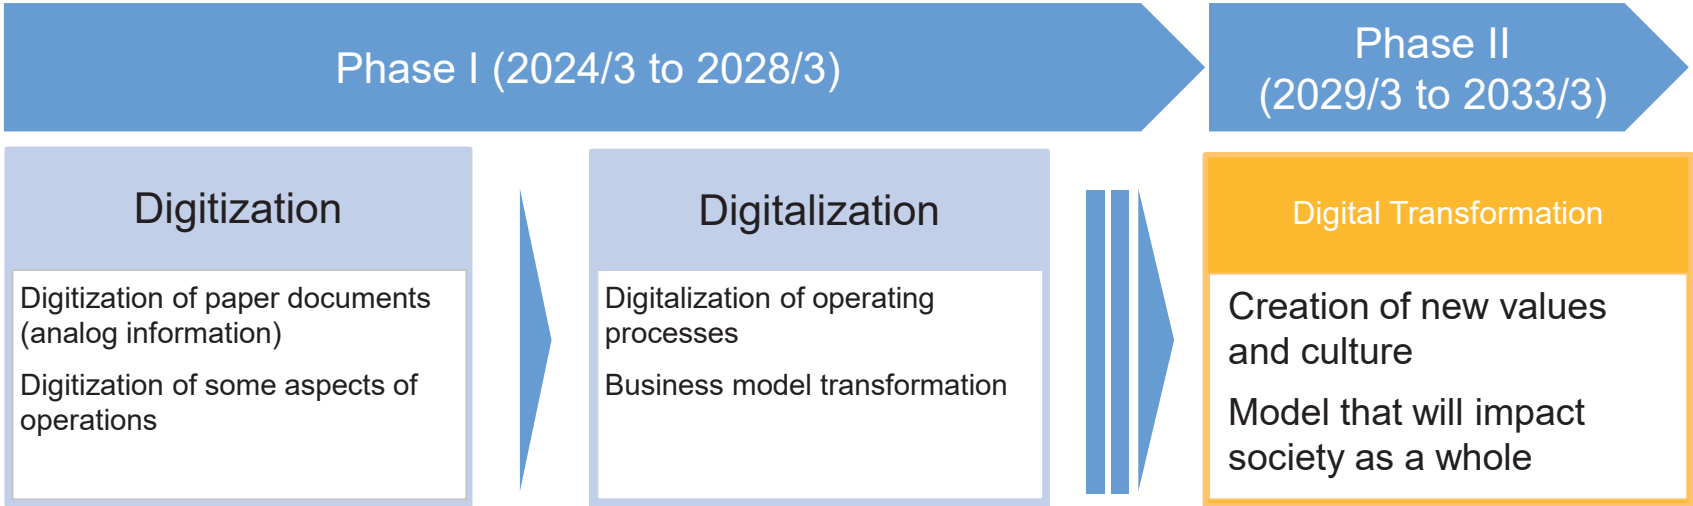 Phase I (2024/3 to 2028/3)
Phase II
(2029/3 to 2033/3)
Digitization
Digitization of paper documents
(analog information)
Digitization of some aspects of
operations
Digitalization
Digitalization of operating
processes
Business model transformation
Digital Transformation
Creation of new values
and culture
Model that will impact
society as a whole